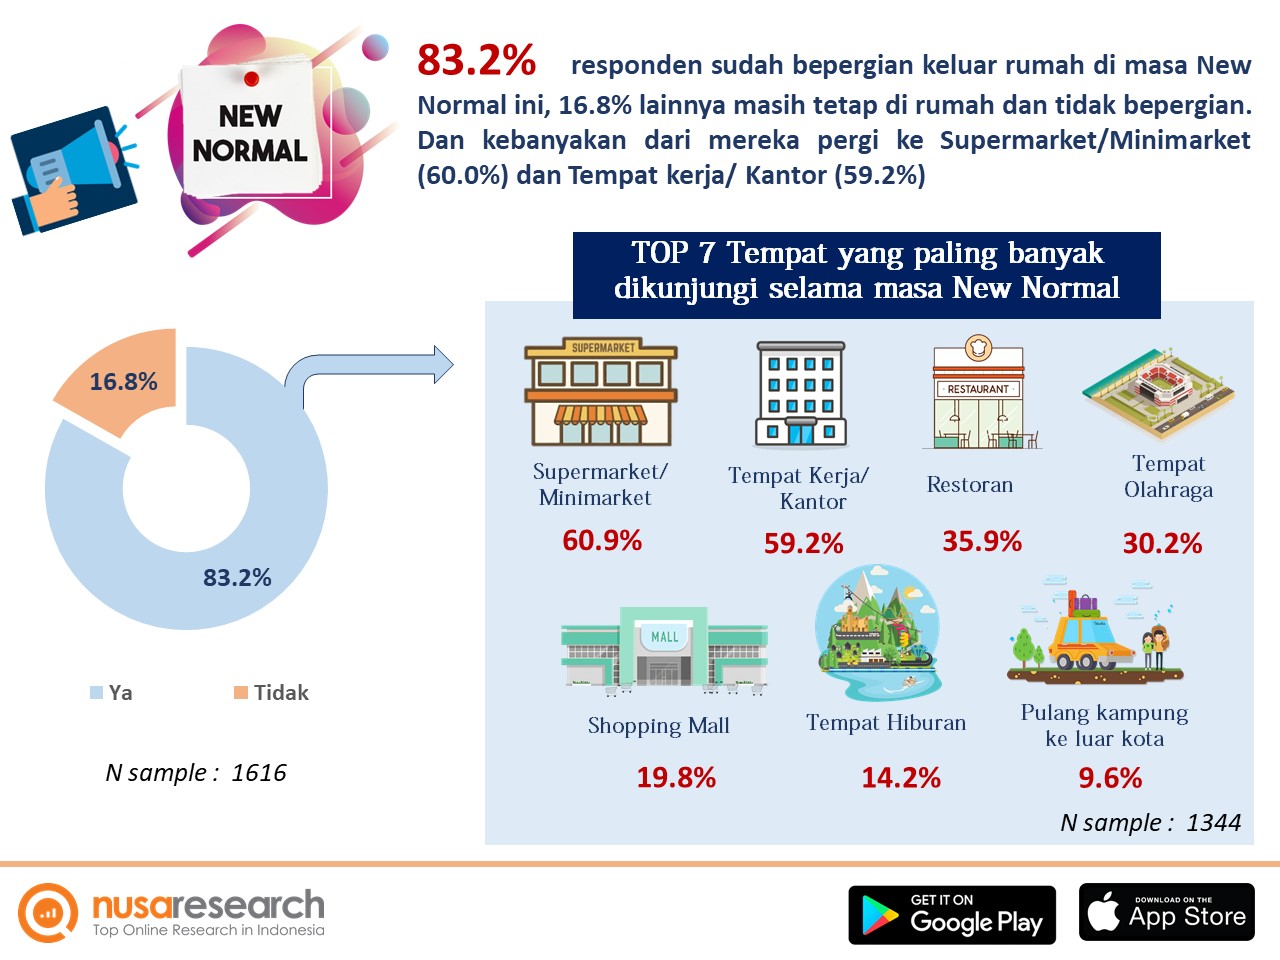 NEW
NORMAL
83.2% responden sudah bepergian keluar rumah di masa New
Normal ini, 16.8% lainnya masih tetap di rumah dan tidak bepergian.
Dan kebanyakan dari mereka pergi ke Supermarket/Minimarket
(60.0%) dan Tempat kerja/ Kantor (59.2%)
TOP 7 Tempat yang paling banyak
dikunjungi selama masa New Normal
16.8%
83.2%
Ya
Tidak
N sample : 1616
SUPERMARKET
Supermarket/
Minimarket
60.9%
Tempat Kerja/
Kantor
59.2%
RESTAURANT
Restoran
35.9%
Tempat
Olahraga
30.2%
MALL
Shopping Mall
19.8%
Tempat Hiburan
14.2%
Pulang kampung
ke luar kota
9.6%
N sample : 1344
nusaresearch
Top Online Research in Indonesia
GET IT ON
Google Play
DOWNLOAD ON THE
App Store